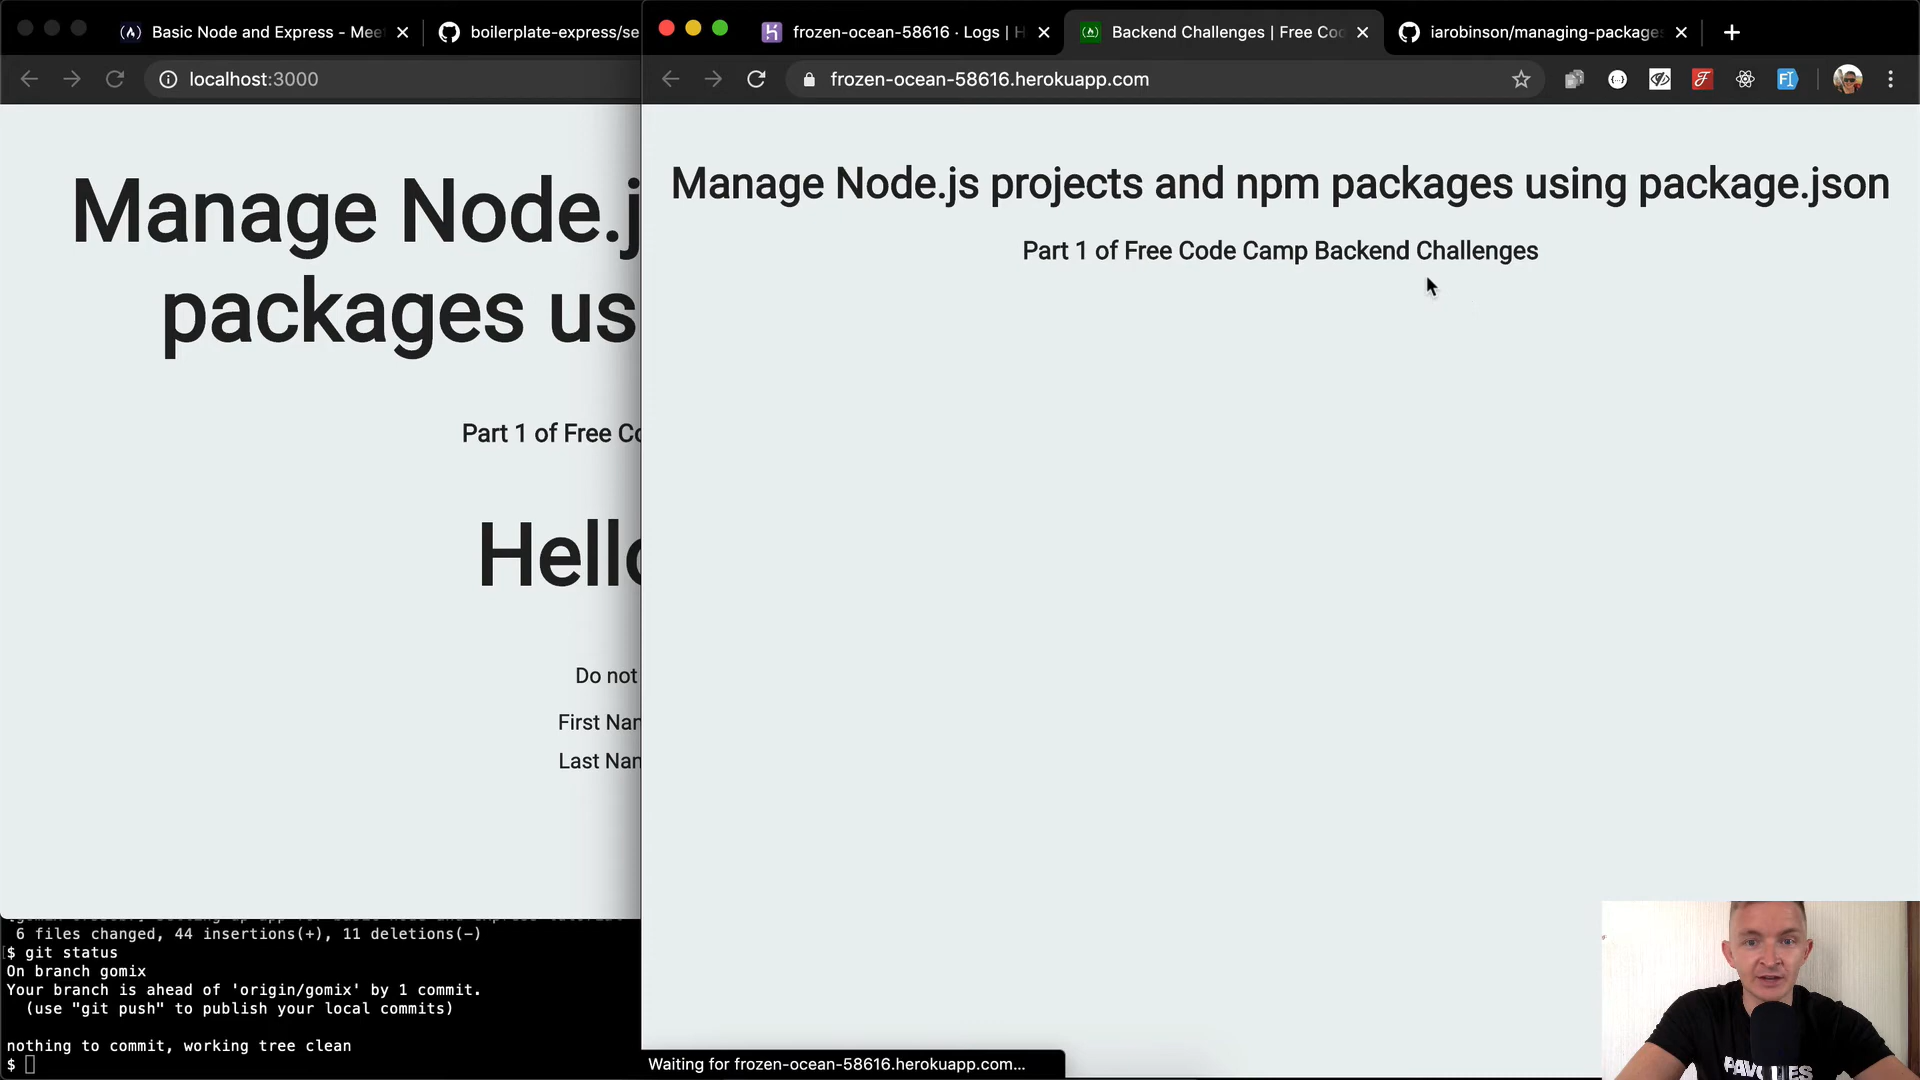 Basic Node and Express - Mee
boilerplate-express/se
localhost:3000
Manage Node.j
packages us
Part 1 of Free Co
Hello
Do not
First Nam
Last Nam
6 files changed, 44 insertions(+), 11 deletions(-)
$ git status
On branch gomix
Your branch is ahead of 'origin/gomix' by 1 commit.
(use "git push" to publish your local commits)
nothing to commit, working tree clean
$
frozen-ocean-58616 · Logs | H
Backend Challenges | Free Co
iarobinson/managing-package
frozen-ocean-58616.herokuapp.com
Manage Node.js projects and npm packages using package.json
Part 1 of Free Code Camp Backend Challenges
Waiting for frozen-ocean-58616.herokuapp.com...